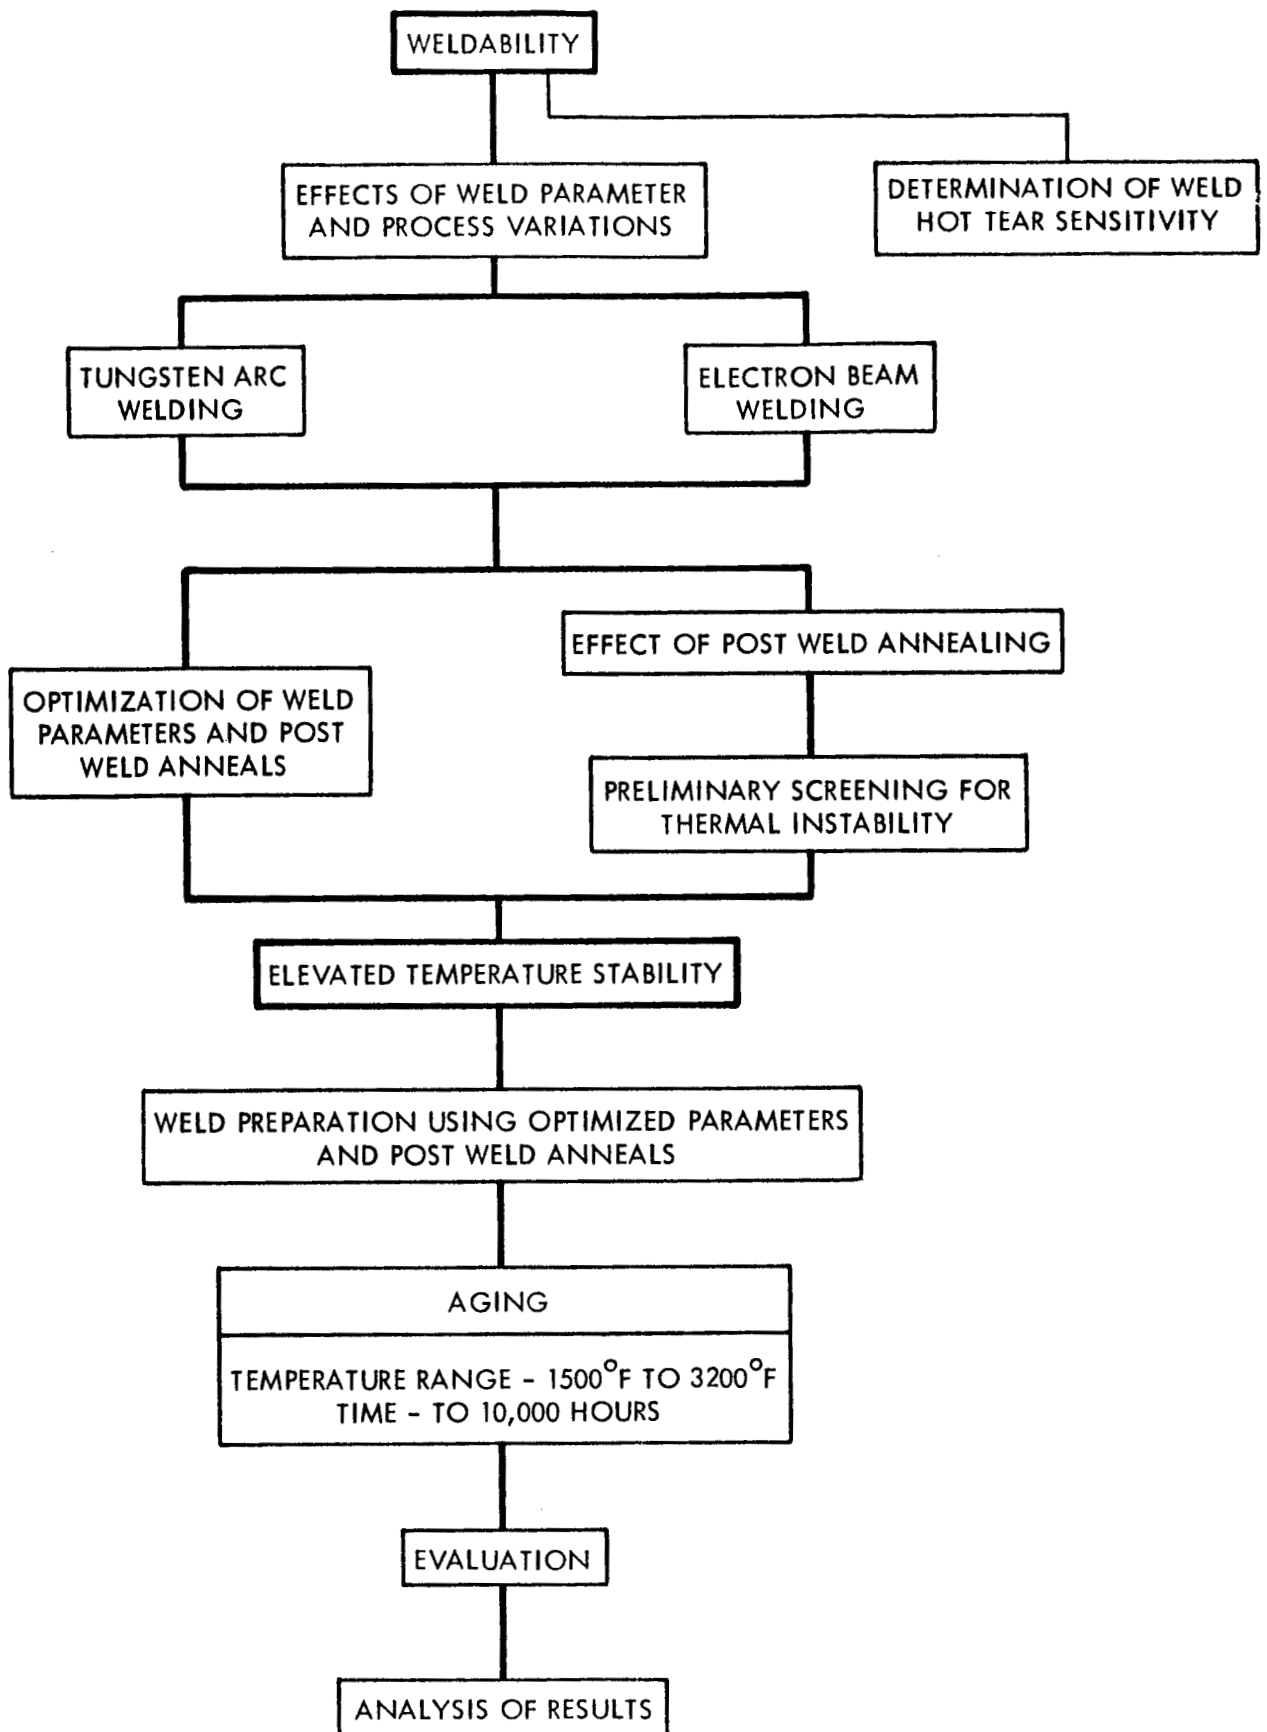 WELDABILITY
EFFECTS OF WELD PARAMETER
AND PROCESS VARIATIONS
DETERMINATION OF WELD
HOT TEAR SENSITIVITY
TUNGSTEN ARC
WELDING
ELECTRON BEAM
WELDING
EFFECT OF POST WELD ANNEALING
OPTIMIZATION OF WELD
PARAMETERS AND POST
WELD ANNEALS
PRELIMINARY SCREENING FOR
THERMAL INSTABILITY
ELEVATED TEMPERATURE STABILITY
WELD PREPARATION USING OPTIMIZED PARAMETERS
AND POST WELD ANNEALS
AGING
TEMPERATURE RANGE - 1500°F TO 3200°F
TIME - TO 10,000 HOURS
EVALUATION
ANALYSIS OF RESULTS